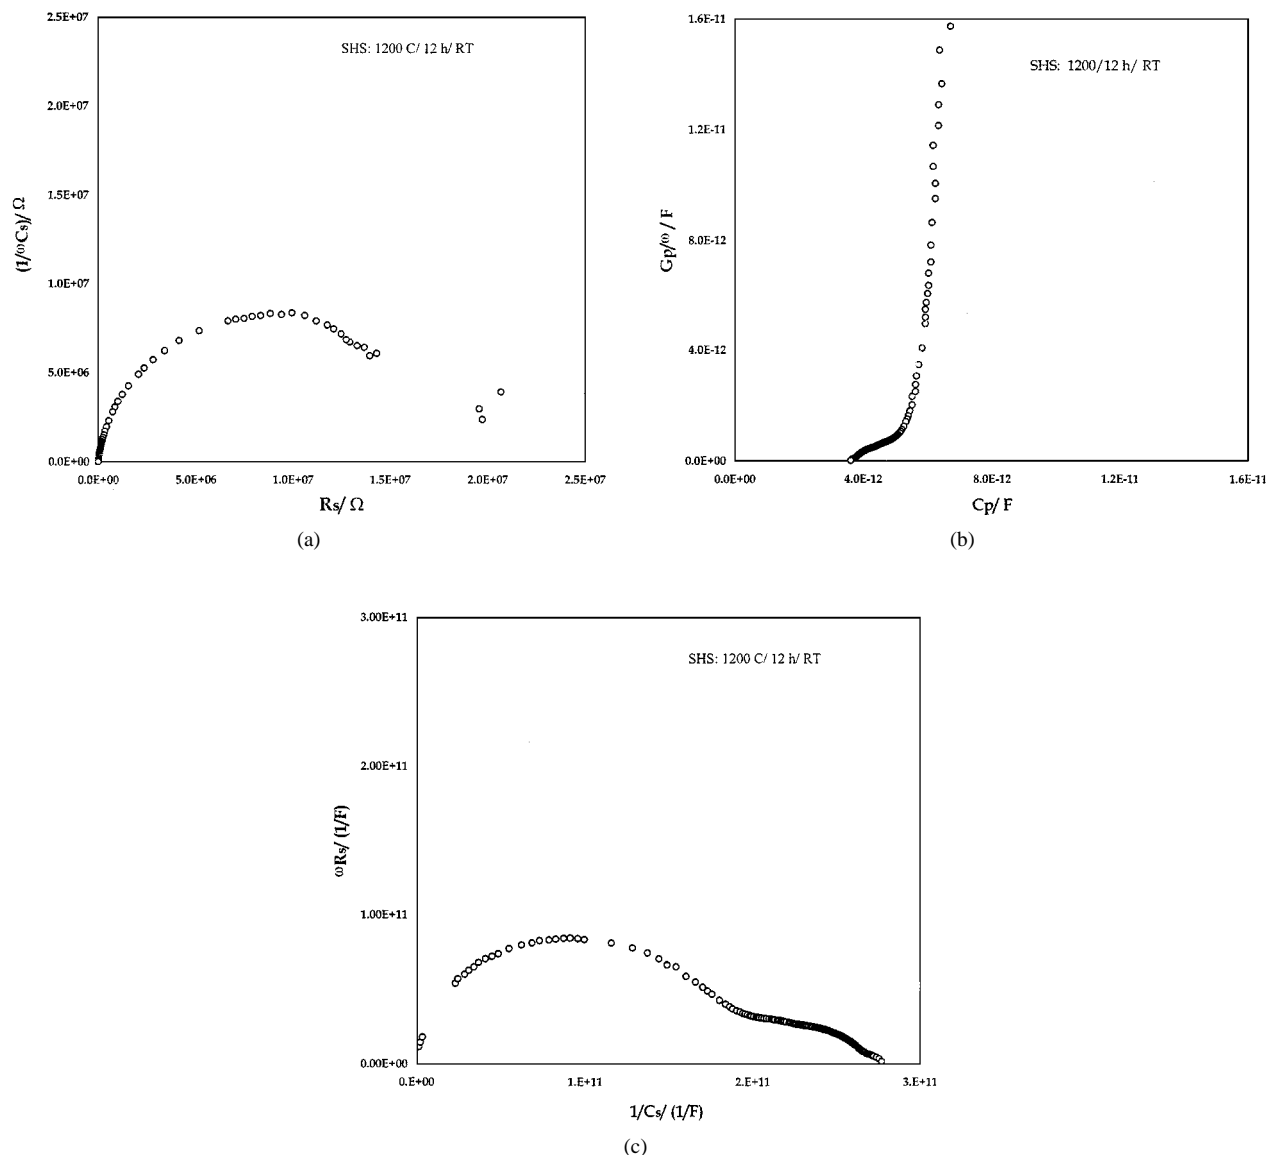 2.5E+07
SHS: 1200 C/ 12 h/ RT
2.0E+07
1.5E+07
(1/ωCs)/ Ω
1.0E+07
5.0E+06
0.0E+00
0.0E+00 5.0E+06 1.0E+07 1.5E+07 2.0E+07 2.5E+07
Rs/ Ω
(a)
1.6E-11
SHS: 1200/12 h/ RT
1.2E-11
Gp/ω / F
8.0E-12
4.0E-12
0.0E+00
0.0E+00 4.0E-12 8.0E-12 1.2E-11 1.6E-11
Cp/ F
(b)
3.00E+11
SHS: 1200 C/ 12 h/ RT
2.00E+11
ωRs/ (1/F)
1.00E+11
0.00E+00
0.E+00 1.E+11 2.E+11 3.E+11
1/Cs/ (1/F)
(c)